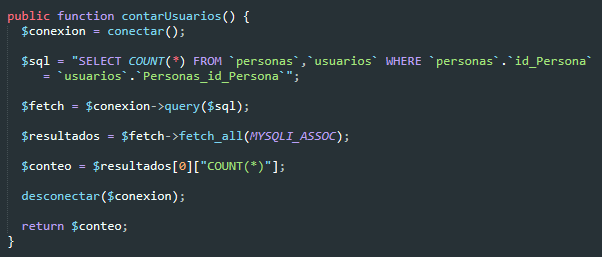 public function contarUsuarios() {
$conexion = conectar();
$sql = "SELECT COUNT(*) FROM `personas`,`usuarios` WHERE `personas`.`id_Persona`
= `usuarios`.`Personas_id_Persona`";
$fetch = $conexion->query($sql);
$resultados = $fetch->fetch_all(MYSQLI_ASSOC);
$conteo = $resultados[0]["COUNT(*)"];
desconectar($conexion);
return $conteo;
}